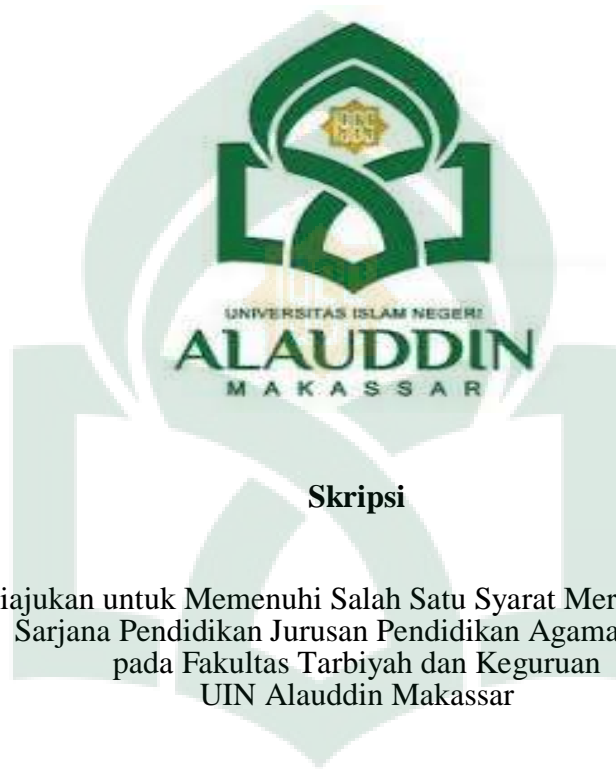 UNIVERSITAS ISLAM NEGERI
ALAUDDIN
MAKASSAR
Skripsi
iajukan untuk Memenuhi Salah Satu Syarat Mer
Sarjana Pendidikan Jurusan Pendidikan Agama
pada Fakultas Tarbiyah dan Keguruan
UIN Alauddin Makassar